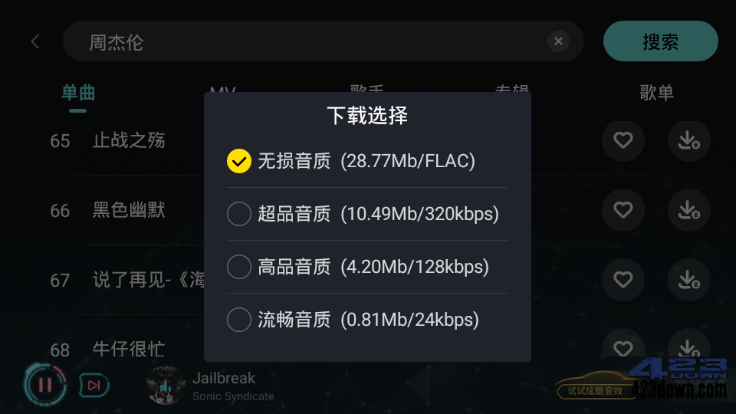 周杰伦
搜索
单曲 MV 歌手 专辑 歌单
下载选择
65 止战之殇
无损音质 (28.77Mb/FLAC)
66 黑色幽默
超品音质 (10.49Mb/320kbps)
67 说了再见-《海
高品音质 (4.20Mb/128kbps)
流畅音质 (0.81Mb/24kbps)
68 牛仔很忙
Jailbreak
Sonic Syndicate
试试炫酷音效
423
DOWN
423down.com